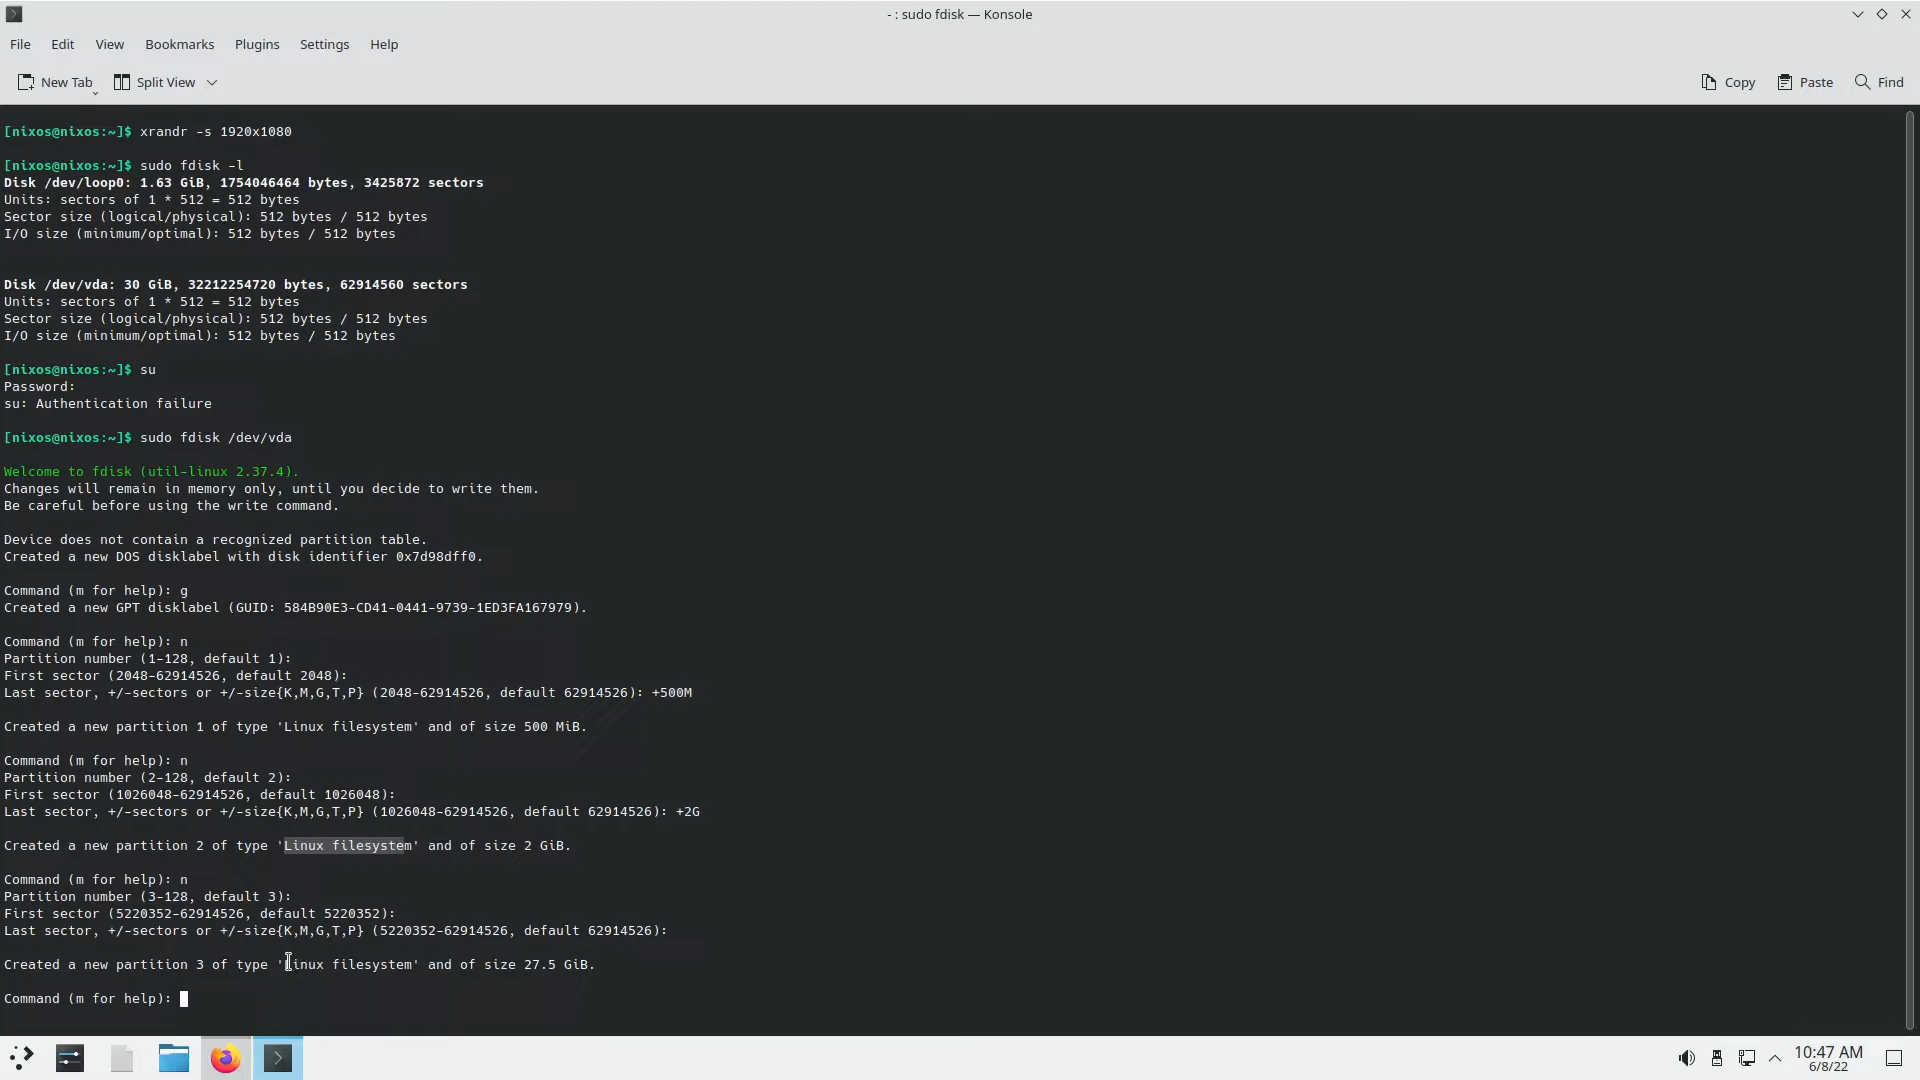 - : sudo fdisk — Konsole
File Edit View Bookmarks Plugins Settings Help
New Tab Split View Copy Paste Find
[nixos@nixos:~]$ xrandr -s 1920x1080
[nixos@nixos:~]$ sudo fdisk -l
Disk /dev/loop0: 1.63 GiB, 1754046464 bytes, 3425872 sectors
Units: sectors of 1 * 512 = 512 bytes
Sector size (logical/physical): 512 bytes / 512 bytes
I/O size (minimum/optimal): 512 bytes / 512 bytes
Disk /dev/vda: 30 GiB, 32212254720 bytes, 62914560 sectors
Units: sectors of 1 * 512 = 512 bytes
Sector size (logical/physical): 512 bytes / 512 bytes
I/O size (minimum/optimal): 512 bytes / 512 bytes
[nixos@nixos:~]$ su
Password:
su: Authentication failure
[nixos@nixos:~]$ sudo fdisk /dev/vda
Welcome to fdisk (util-linux 2.37.4).
Changes will remain in memory only, until you decide to write them.
Be careful before using the write command.
Device does not contain a recognized partition table.
Created a new DOS disklabel with disk identifier 0x7d98dff0.
Command (m for help): g
Created a new GPT disklabel (GUID: 584B90E3-CD41-0441-9739-1ED3FA167979).
Command (m for help): n
Partition number (1-128, default 1):
First sector (2048-62914526, default 2048):
Last sector, +/-sectors or +/-size{K,M,G,T,P} (2048-62914526, default 62914526): +500M
Created a new partition 1 of type 'Linux filesystem' and of size 500 MiB.
Command (m for help): n
Partition number (2-128, default 2):
First sector (1026048-62914526, default 1026048):
Last sector, +/-sectors or +/-size{K,M,G,T,P} (1026048-62914526, default 62914526): +2G
Created a new partition 2 of type 'Linux filesystem' and of size 2 GiB.
Command (m for help): n
Partition number (3-128, default 3):
First sector (5220352-62914526, default 5220352):
Last sector, +/-sectors or +/-size{K,M,G,T,P} (5220352-62914526, default 62914526):
Created a new partition 3 of type 'Linux filesystem' and of size 27.5 GiB.
Command (m for help):
10:47 AM
6/8/22